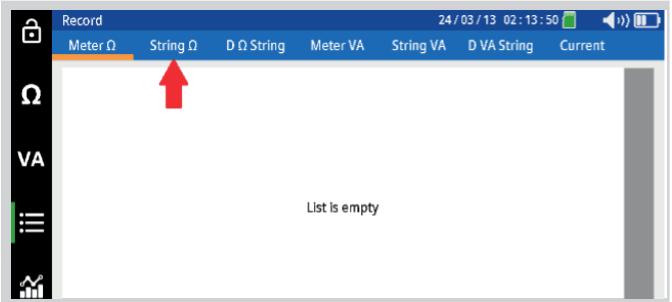 Record 24/03/13 02:13:50
Meter Ω String Ω D Ω String Meter VA String VA D VA String Current
Ω
VA
List is empty